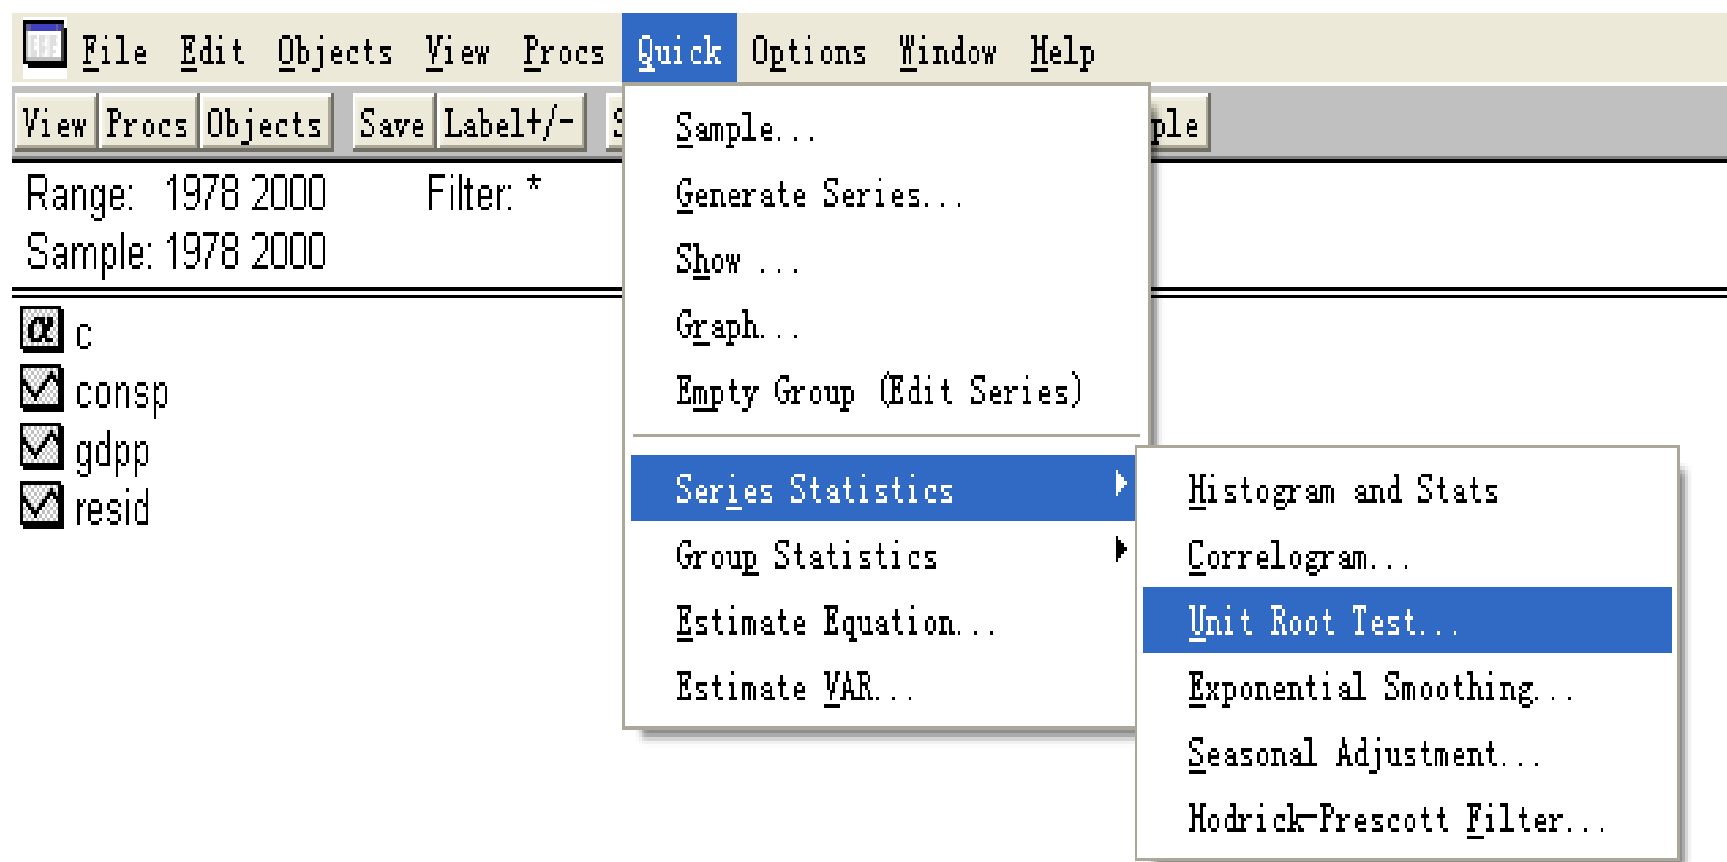 File Edit Objects View Procs Quick Options Window Help
View Procs Objects Save Label+/-
Range: 1978 2000 Filter: *
Sample: 1978 2000
c
consp
gdpp
resid
Sample...
Generate Series...
Show ...
Graph...
Empty Group (Edit Series)
Series Statistics
Group Statistics
Estimate Equation...
Estimate VAR...
Histogram and Stats
Correlogram...
Unit Root Test...
Exponential Smoothing...
Seasonal Adjustment...
Hodrick-Prescott Filter...